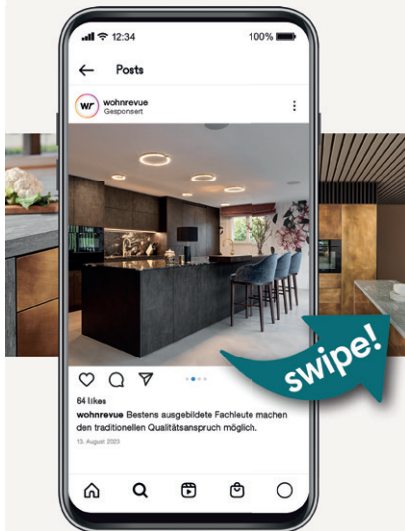 12:34
100%
Posts
wr
wohnrevue
Gesponsert
swipe!
64 likes
wohnrevue Bestens ausgebildete Fachleute machen
den traditionellen Qualitätsanspruch möglich.
13. August 2023